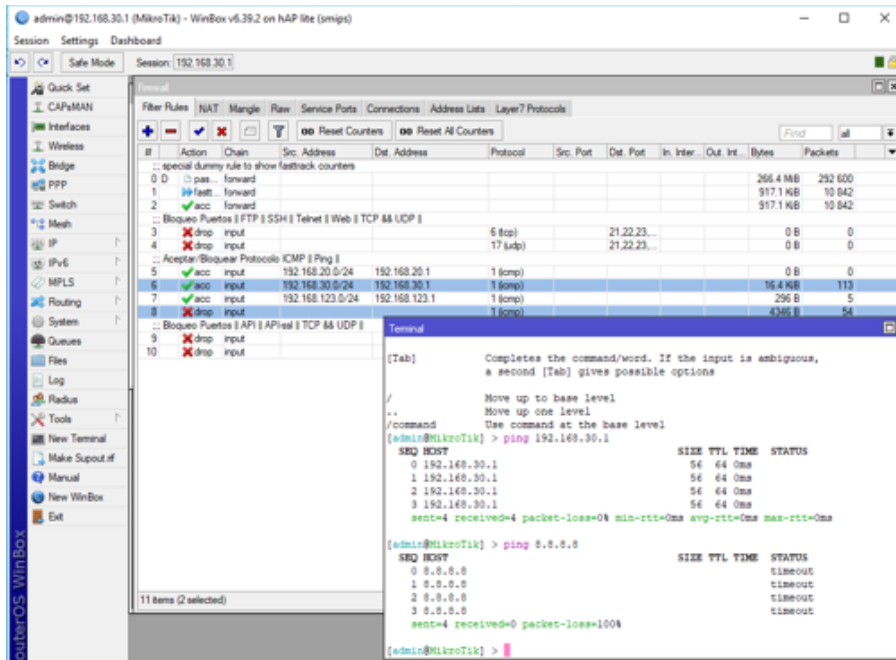 admin@192.168.30.1 (MikroTik) - WinBox v6.39.2 on hAP lite (smips)
Session Settings Dashboard
Safe Mode Session: 192.168.30.1
Quick Set
CAPsMAN
Interfaces
Wireless
Bridge
PPP
Switch
Mesh
IP
IPv6
MPLS
Routing
System
Queues
Files
Log
Radius
Tools
New Terminal
Make Supout.rif
Manual
New WinBox
Exit
outerOS WinBox
Firewall
Filter Rules NAT Mangle Raw Service Ports Connections Address Lists Layer7 Protocols
Reset Counters Reset All Counters Find all
# Action Chain Src. Address Dst. Address Protocol Src. Port Dst. Port In. Inter... Out. Int... Bytes Packets
::: special dummy rule to show fasttrack counters
0 D pas... forward 266.4 MiB 292 600
1 fastt... forward 917.1 KiB 10 842
2 acc forward 917.1 KiB 10 842
::: Bloqueo Puertos || FTP || SSH || Telnet || Web || TCP && UDP ||
3 drop input 6 (tcp) 21,22,23,... 0 B 0
4 drop input 17 (udp) 21,22,23,... 0 B 0
::: Aceptar/Bloquear Protocolo ICMP || Ping ||
5 acc input 192.168.20.0/24 192.168.20.1 1 (icmp) 0 B 0
6 acc input 192.168.30.0/24 192.168.30.1 1 (icmp) 16.4 KiB 113
7 acc input 192.168.123.0/24 192.168.123.1 1 (icmp) 296 B 5
8 drop input 1 (icmp) 4346 B 54
::: Bloqueo Puertos || API || API-ssl || TCP && UDP ||
9 drop input
10 drop input
11 items (2 selected)
Terminal
[Tab] Completes the command/word. If the input is ambiguous,
a second [Tab] gives possible options
/ Move up to base level
.. Move up one level
/command Use command at the base level
[admin@MikroTik] > ping 192.168.30.1
SEQ HOST SIZE TTL TIME STATUS
0 192.168.30.1 56 64 0ms
1 192.168.30.1 56 64 0ms
2 192.168.30.1 56 64 0ms
3 192.168.30.1 56 64 0ms
sent=4 received=4 packet-loss=0% min-rtt=0ms avg-rtt=0ms max-rtt=0ms
[admin@MikroTik] > ping 8.8.8.8
SEQ HOST SIZE TTL TIME STATUS
0 8.8.8.8 timeout
1 8.8.8.8 timeout
2 8.8.8.8 timeout
3 8.8.8.8 timeout
sent=4 received=0 packet-loss=100%
[admin@MikroTik] >